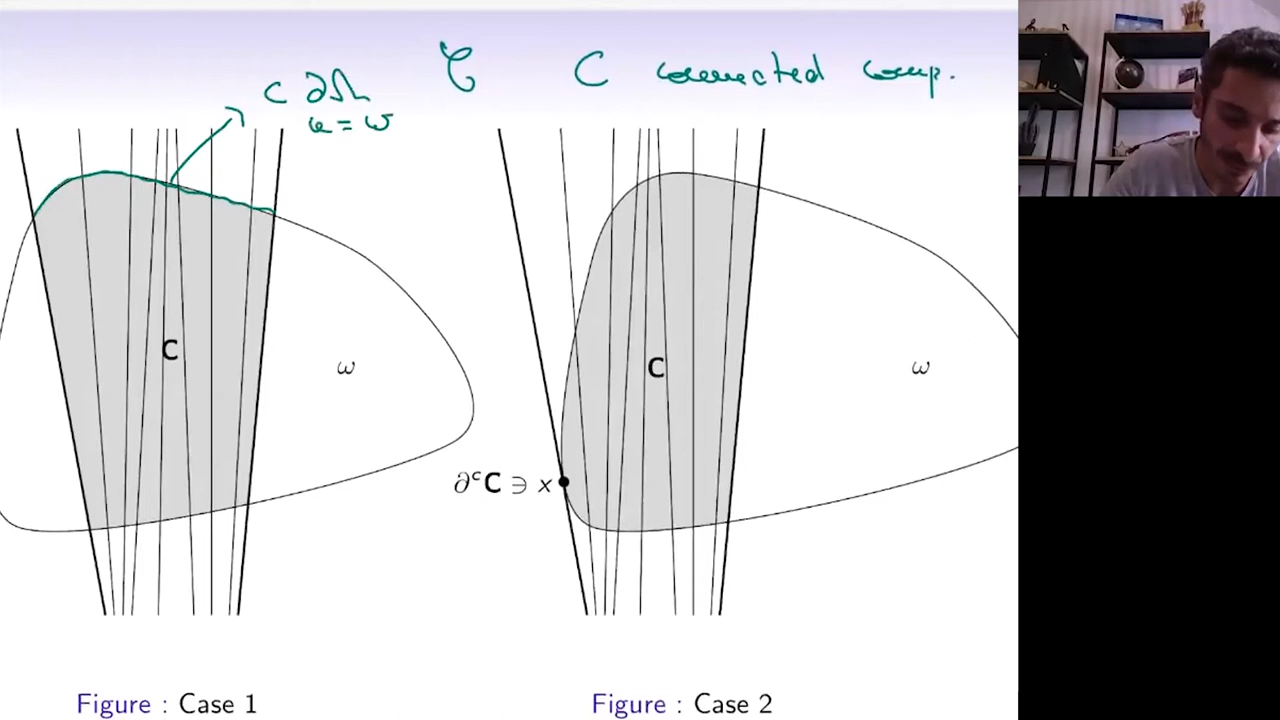 𝒞 C connected comp.
⊂ ∂Ω
u = w
C
ω
C
ω
∂ᶜC ∋ x
Figure : Case 1
Figure : Case 2